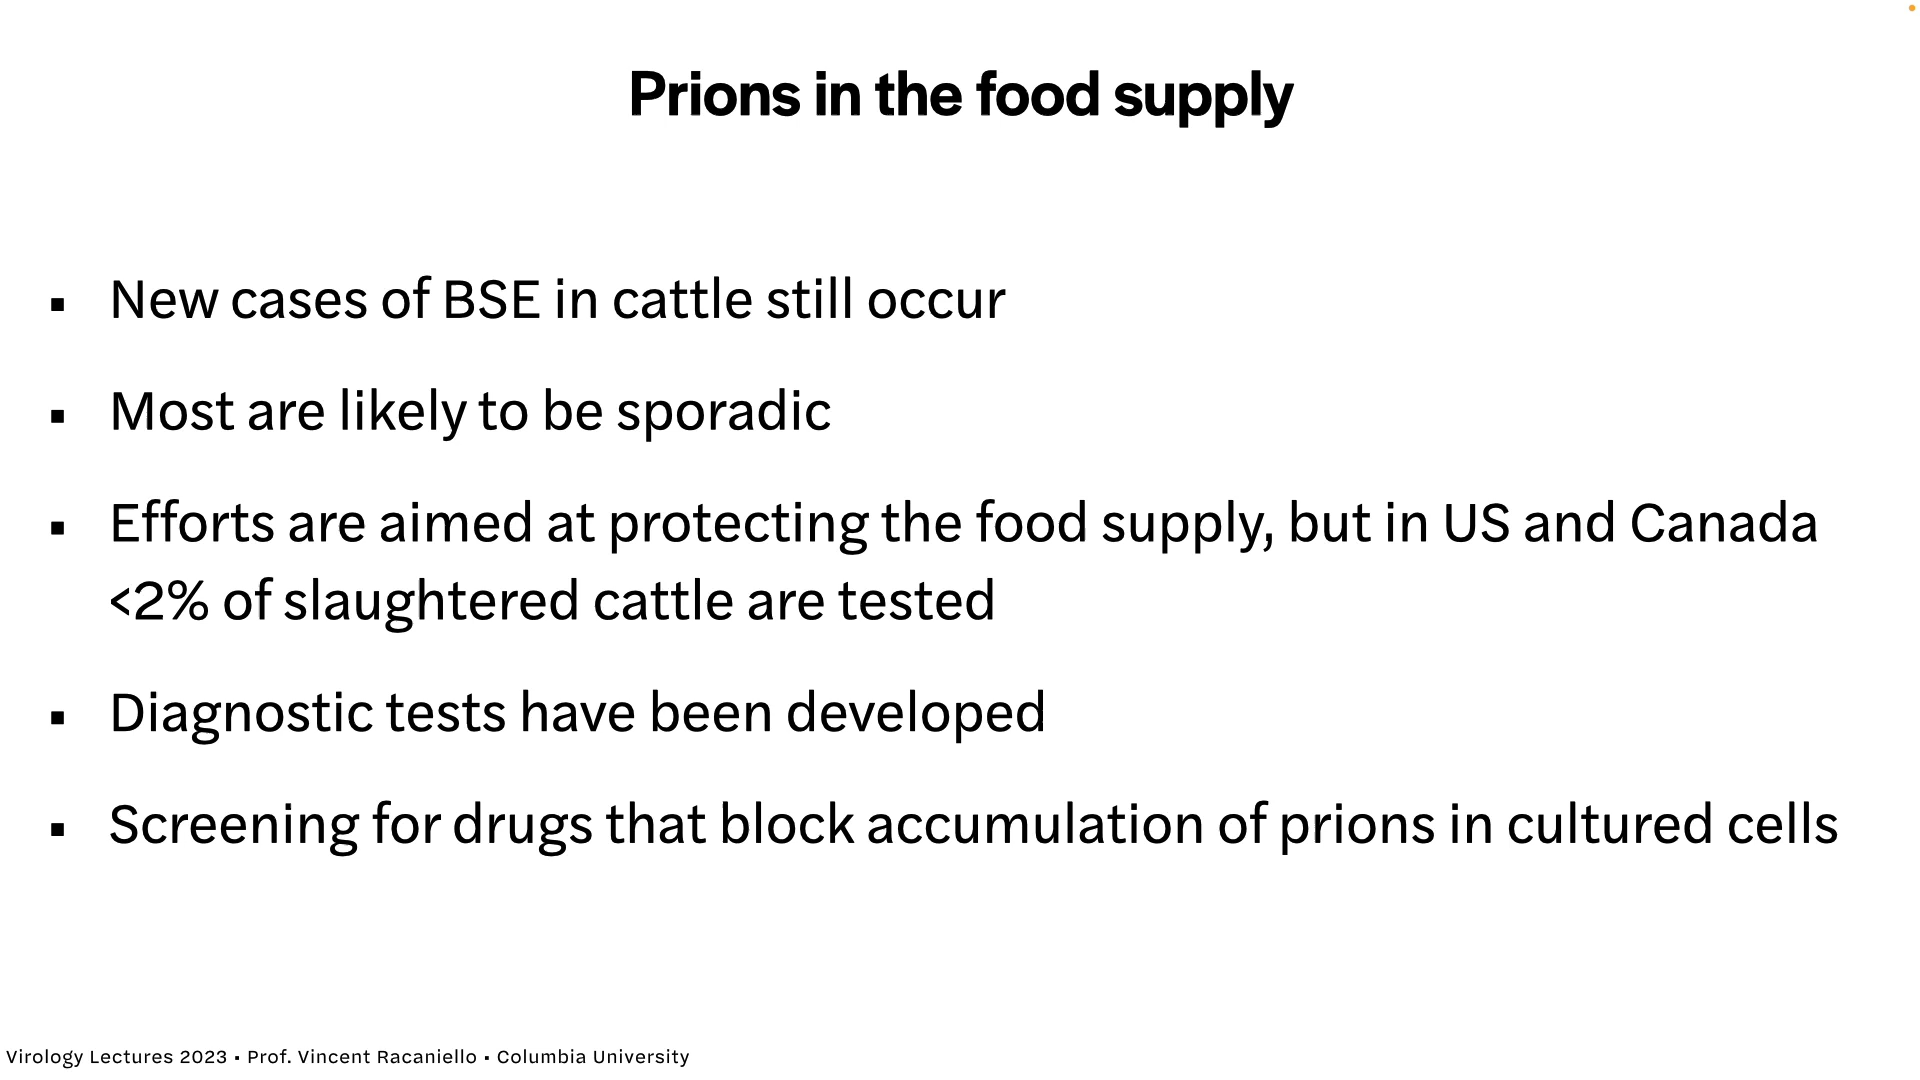 Prions in the food supply
▪ New cases of BSE in cattle still occur
▪ Most are likely to be sporadic
▪ Efforts are aimed at protecting the food supply, but in US and Canada
<2% of slaughtered cattle are tested
▪ Diagnostic tests have been developed
▪ Screening for drugs that block accumulation of prions in cultured cells
Virology Lectures 2023 ▪ Prof. Vincent Racaniello ▪ Columbia University